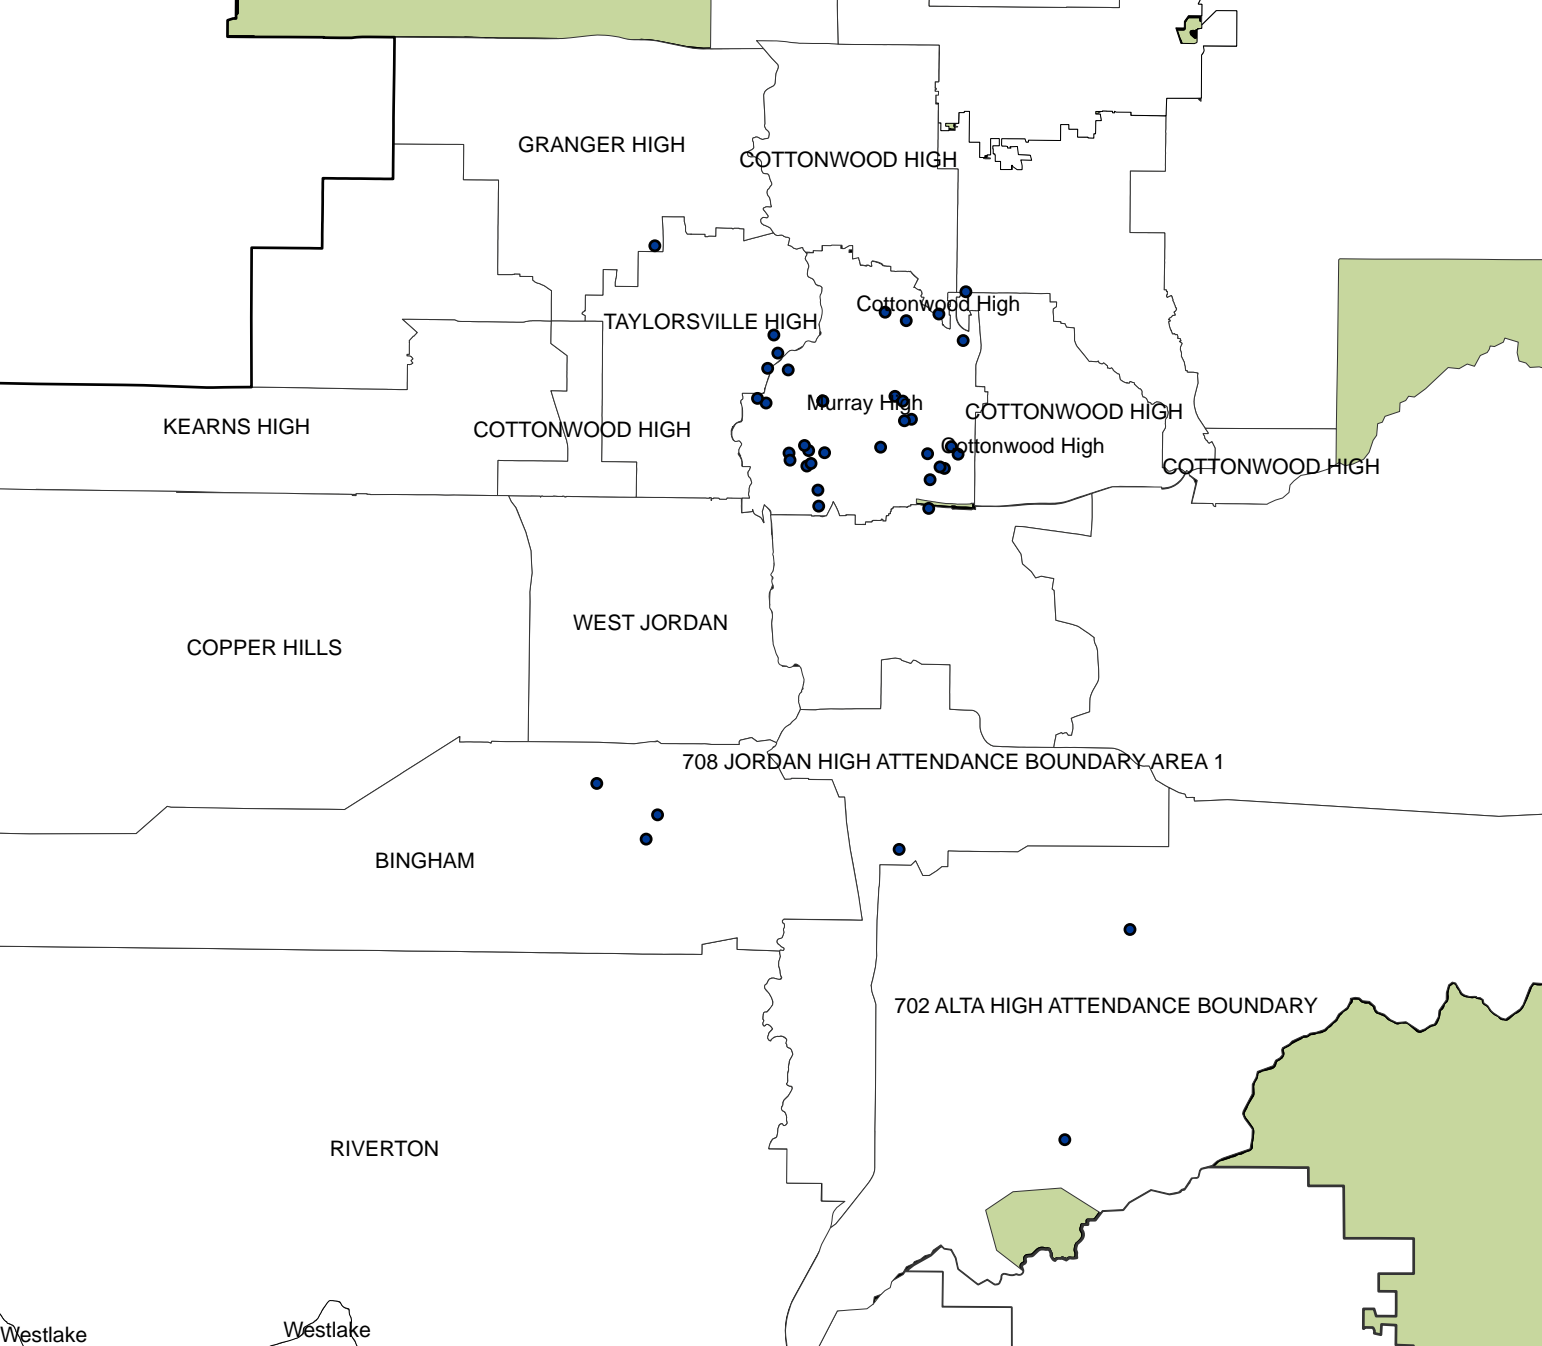 GRANGER HIGH
COTTONWOOD HIGH
Cottonwood High
TAYLORSVILLE HIGH
Murray High
COTTONWOOD HIGH
KEARNS HIGH
COTTONWOOD HIGH
Cottonwood High
COTTONWOOD HIGH
WEST JORDAN
COPPER HILLS
708 JORDAN HIGH ATTENDANCE BOUNDARY AREA 1
BINGHAM
702 ALTA HIGH ATTENDANCE BOUNDARY
RIVERTON
Westlake
Westlake